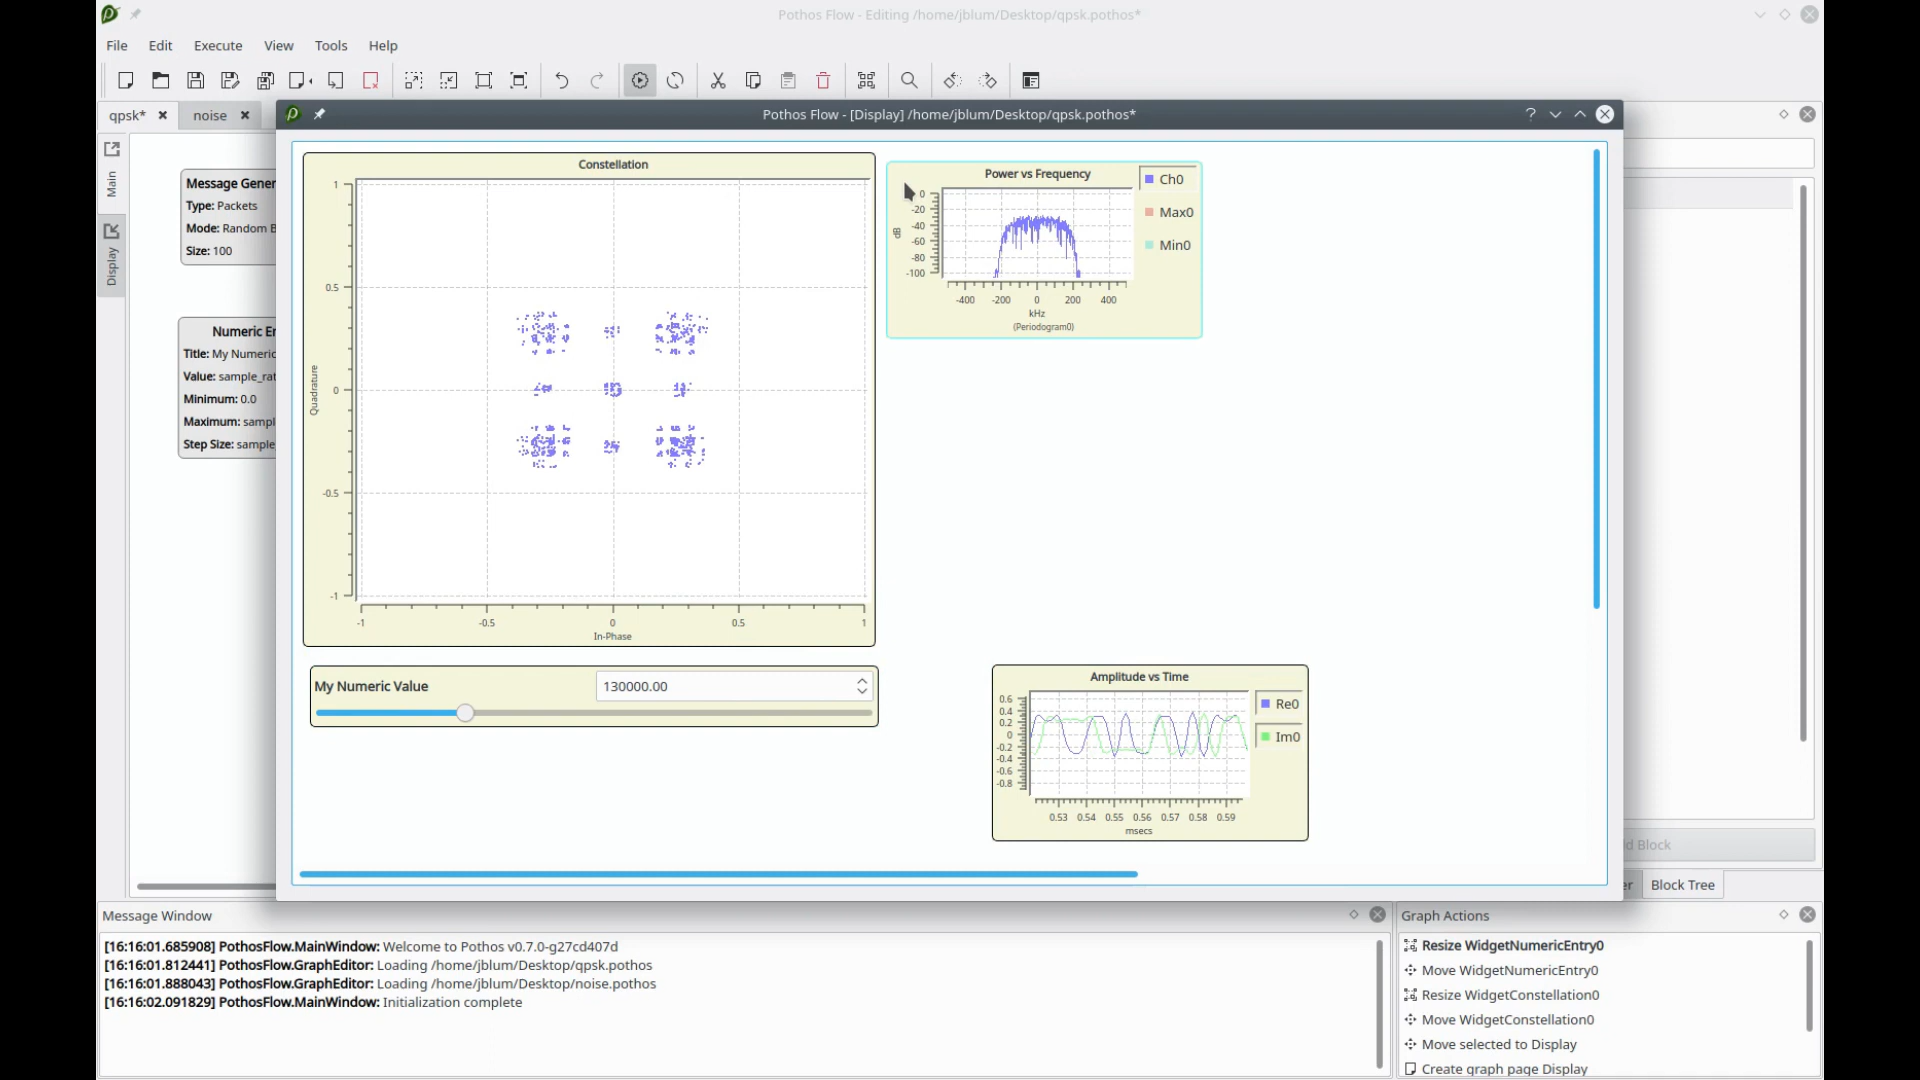 Pothos Flow - Editing /home/jblum/Desktop/qpsk.pothos*
File Edit Execute View Tools Help
qpsk* noise
Pothos Flow - [Display] /home/jblum/Desktop/qpsk.pothos*
Main
Display
Message Gener
Type: Packets
Mode: Random B
Size: 100
Numeric En
Title: My Numeric
Value: sample_rat
Minimum: 0.0
Maximum: sampl
Step Size: sample_
Constellation
1
0.5
0
-0.5
-1
Quadrature
-1 -0.5 0 0.5 1
In-Phase
Power vs Frequency
0
-20
-40
-60
-80
-100
dB
-400 -200 0 200 400
kHz
(Periodogram0)
Ch0
Max0
Min0
My Numeric Value 130000.00
Amplitude vs Time
0.6
0.4
0.2
0
-0.2
-0.4
-0.6
-0.8
0.53 0.54 0.55 0.56 0.57 0.58 0.59
msecs
Re0
Im0
d Block
er Block Tree
Message Window
[16:16:01.685908] PothosFlow.MainWindow: Welcome to Pothos v0.7.0-g27cd407d
[16:16:01.812441] PothosFlow.GraphEditor: Loading /home/jblum/Desktop/qpsk.pothos
[16:16:01.888043] PothosFlow.GraphEditor: Loading /home/jblum/Desktop/noise.pothos
[16:16:02.091829] PothosFlow.MainWindow: Initialization complete
Graph Actions
Resize WidgetNumericEntry0
Move WidgetNumericEntry0
Resize WidgetConstellation0
Move WidgetConstellation0
Move selected to Display
Create graph page Display